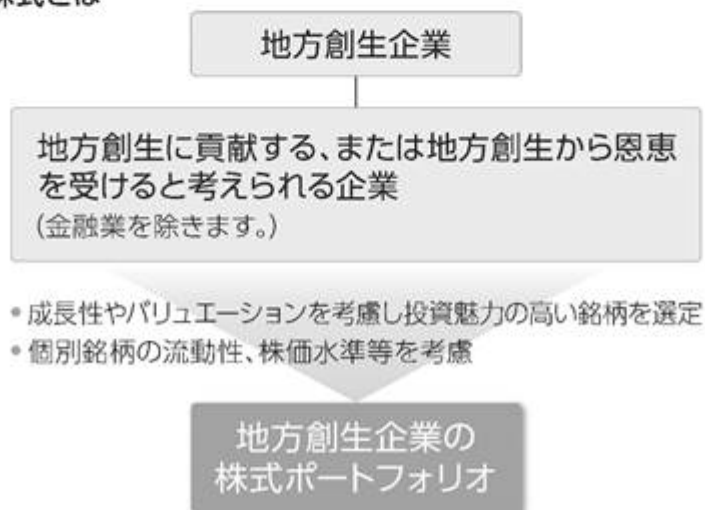 式とは
地方創生企業
地方創生に貢献する、または地方創生から恩恵
を受けると考えられる企業
(金融業を除きます。)
• 成長性やバリュエーションを考慮し投資魅力の高い銘柄を選定
• 個別銘柄の流動性、株価水準等を考慮
地方創生企業の
株式ポートフォリオ